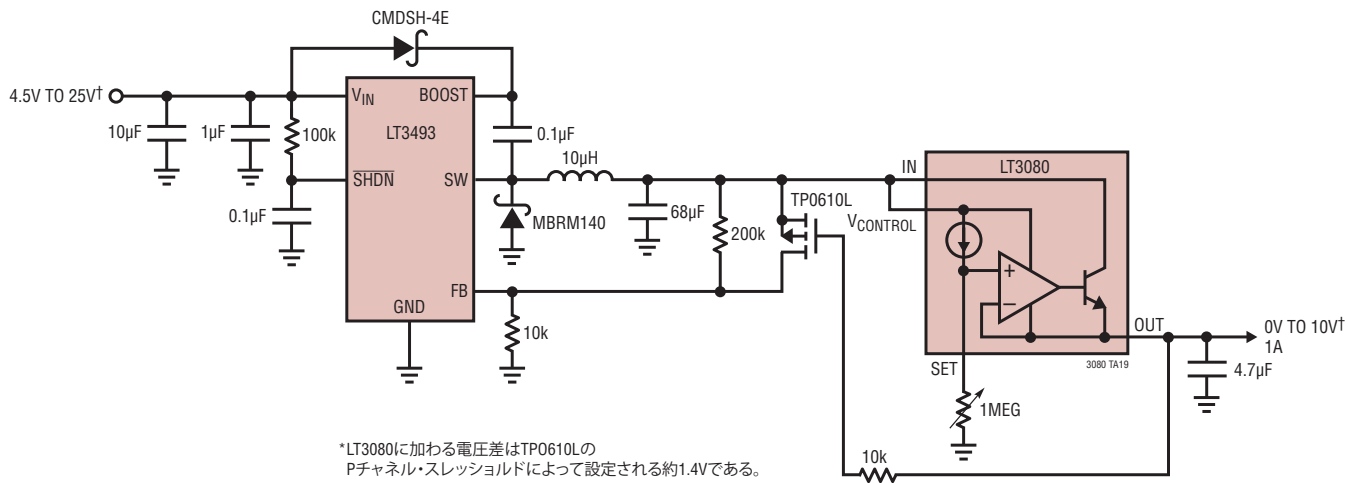 CMDSH-4E
4.5V TO 25V†
VIN
BOOST
LT3493
10µF
1µF
100k
0.1µF
10µH
IN
LT3080
SHDN
SW
TP0610L
VCONTROL
0.1µF
MBRM140
68µF
200k
FB
GND
10k
+
−
OUT
0V TO 10V†
1A
SET
3080 TA19
4.7µF
1MEG
*LT3080に加わる電圧差はTP0610Lの
Pチャネル・スレッショルドによって設定される約1.4Vである。
10k